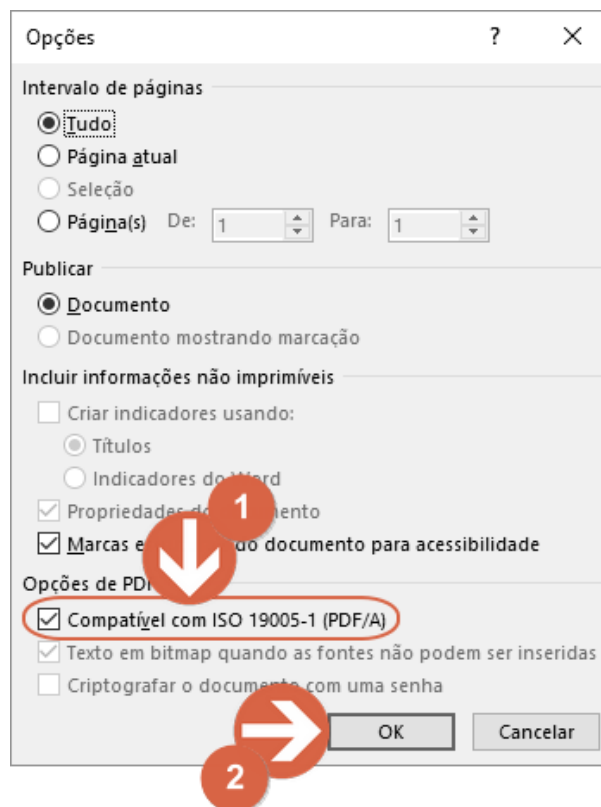 Opções ? X
Intervalo de páginas
Tudo
Página atual
Seleção
Página(s) De: 1 Para: 1
Publicar
Documento
Documento mostrando marcação
Incluir informações não imprimíveis
Criar indicadores usando:
Títulos
Indicadores do Word
Propriedades do
1
Marcas e do documento para acessibilidade
Opções de PDF
Compatível com ISO 19005-1 (PDF/A)
Texto em bitmap quando as fontes não podem ser inseridas
Criptografar o documento com uma senha
OK Cancelar
2